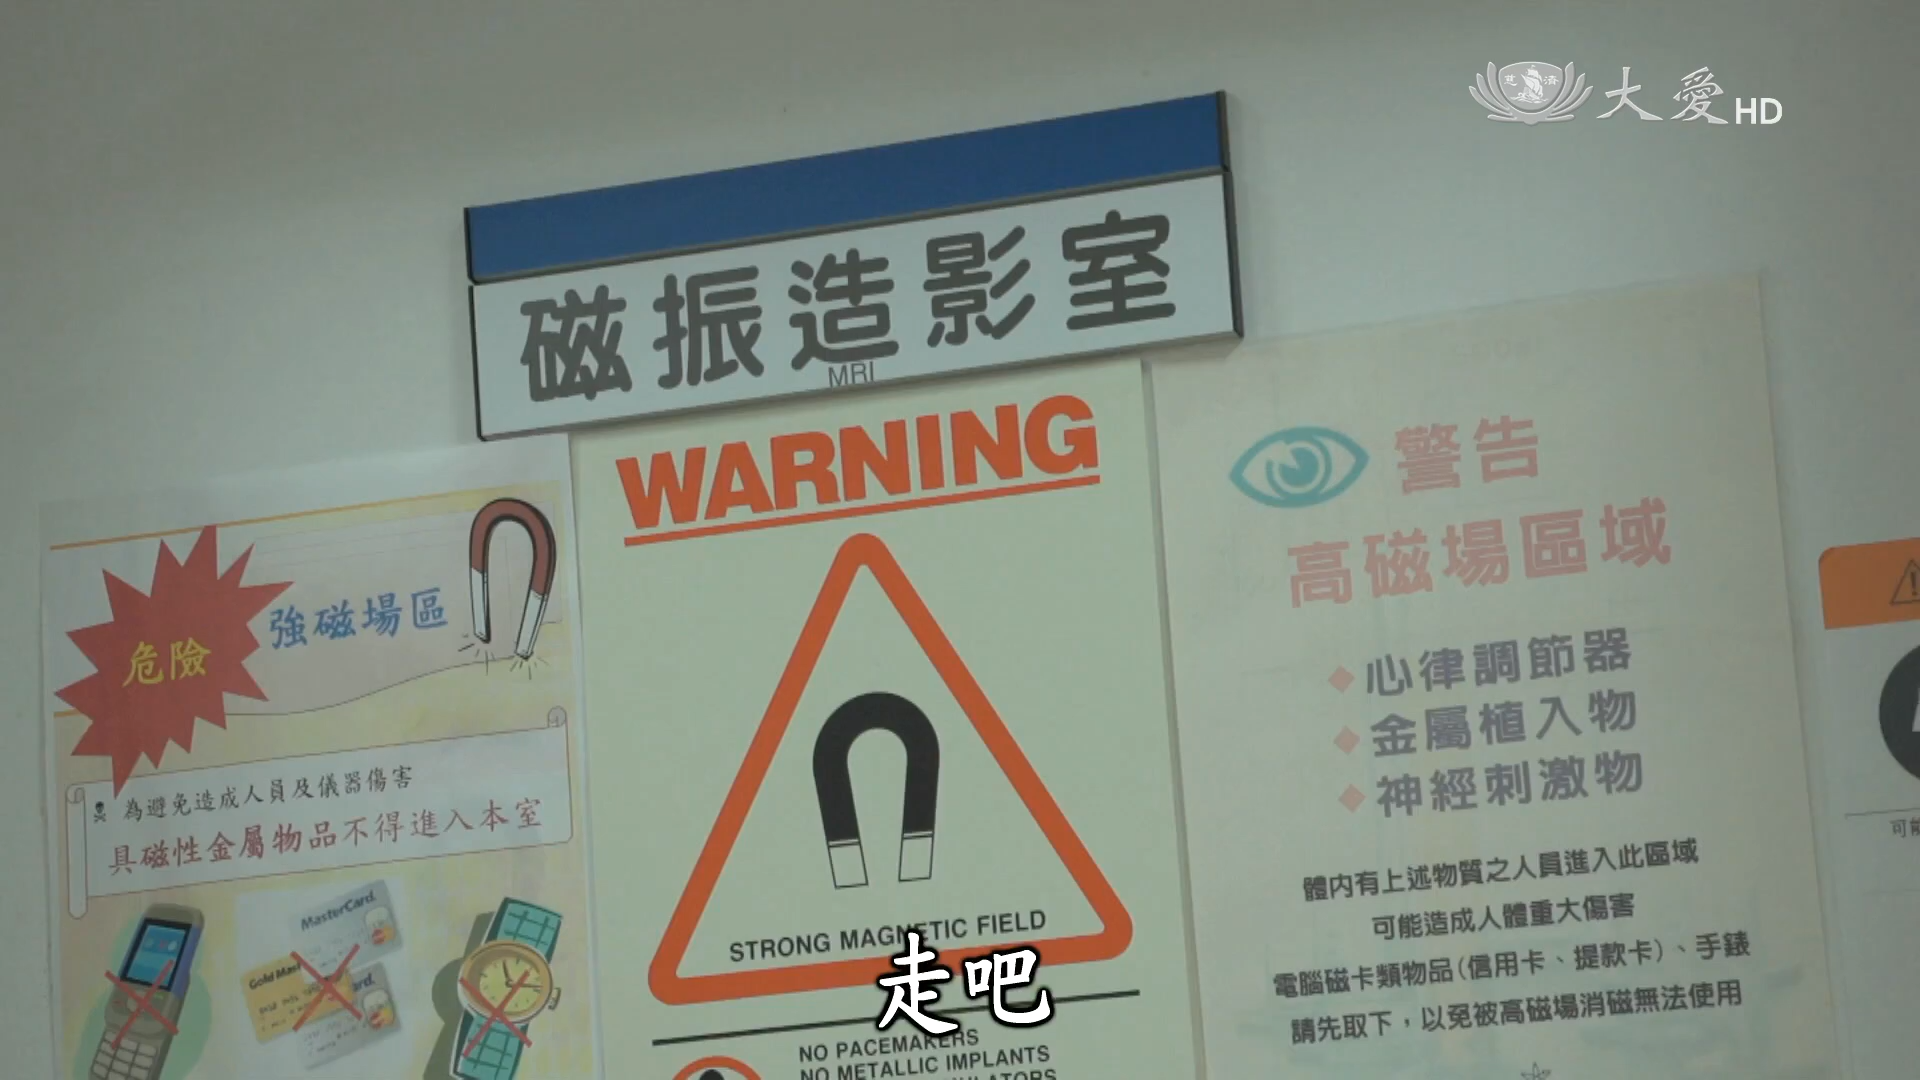 大愛HD
磁振造影室
MRI
危險
強磁場區
為避免造成人員及儀器傷害
具磁性金屬物品不得進入本室
MasterCard
WARNING
STRONG MAGNETIC FIELD
NO PACEMAKERS
NO METALLIC IMPLANTS
警告
高磁場區域
心律調節器
金屬植入物
神經刺激物
體內有上述物質之人員進入此區域
可能造成人體重大傷害
電腦磁卡類物品(信用卡、提款卡)、手錶
請先取下，以免被高磁場消磁無法使用
走吧